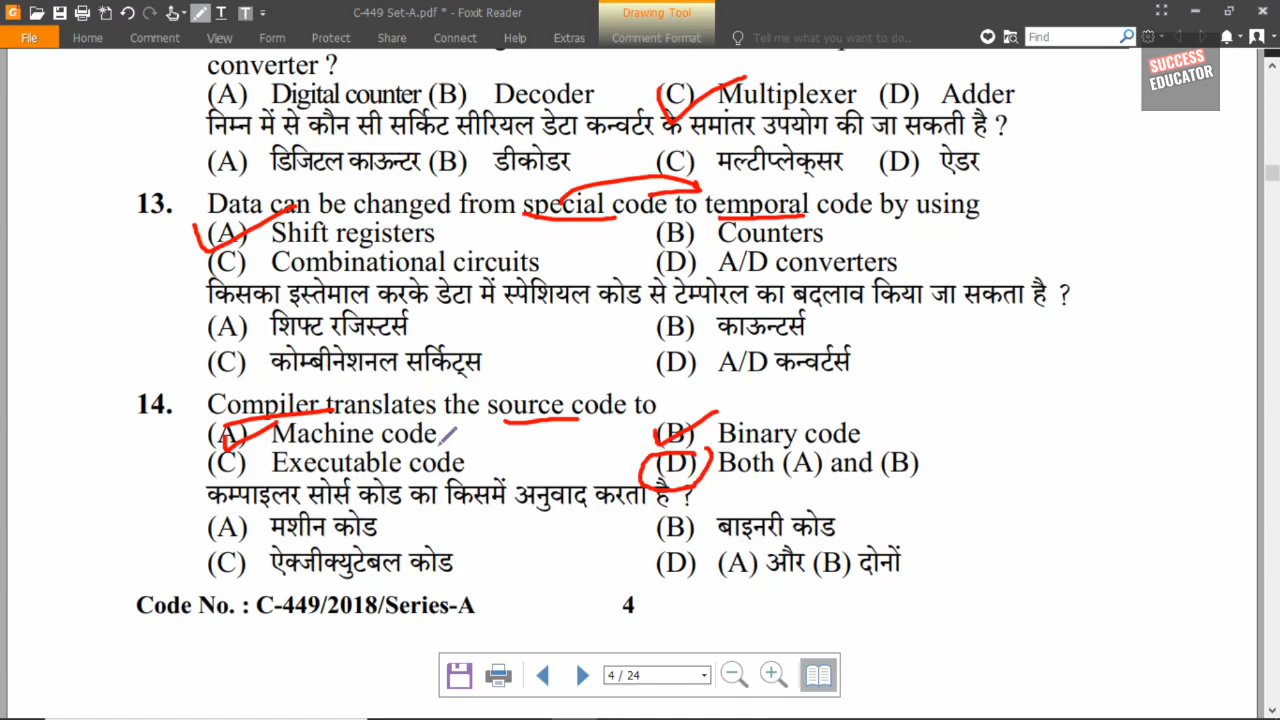 C-449 Set-A.pdf * - Foxit Reader
Drawing Tool
File Home Comment View Form Protect Share Connect Help Extras Comment Format Tell me what you want to do.. Find
SUCCESS
EDUCATOR
converter ?
(A) Digital counter (B) Decoder (C) Multiplexer (D) Adder
निम्न में से कौन सी सर्किट सीरियल डेटा कन्वर्टर के समांतर उपयोग की जा सकती है ?
(A) डिजिटल काऊन्टर (B) डीकोडर (C) मल्टीप्लेक्सर (D) ऐडर
13. Data can be changed from special code to temporal code by using
(A) Shift registers (B) Counters
(C) Combinational circuits (D) A/D converters
किसका इस्तेमाल करके डेटा में स्पेशियल कोड से टेम्पोरल का बदलाव किया जा सकता है ?
(A) शिफ्ट रजिस्टर्स (B) काऊन्टर्स
(C) कोम्बीनेशनल सर्किट्स (D) A/D कन्वर्टर्स
14. Compiler translates the source code to
(A) Machine code (B) Binary code
(C) Executable code (D) Both (A) and (B)
कम्पाइलर सोर्स कोड का किसमें अनुवाद करता है ?
(A) मशीन कोड (B) बाइनरी कोड
(C) ऐक्जीक्युटेबल कोड (D) (A) और (B) दोनों
Code No. : C-449/2018/Series-A 4
4 / 24